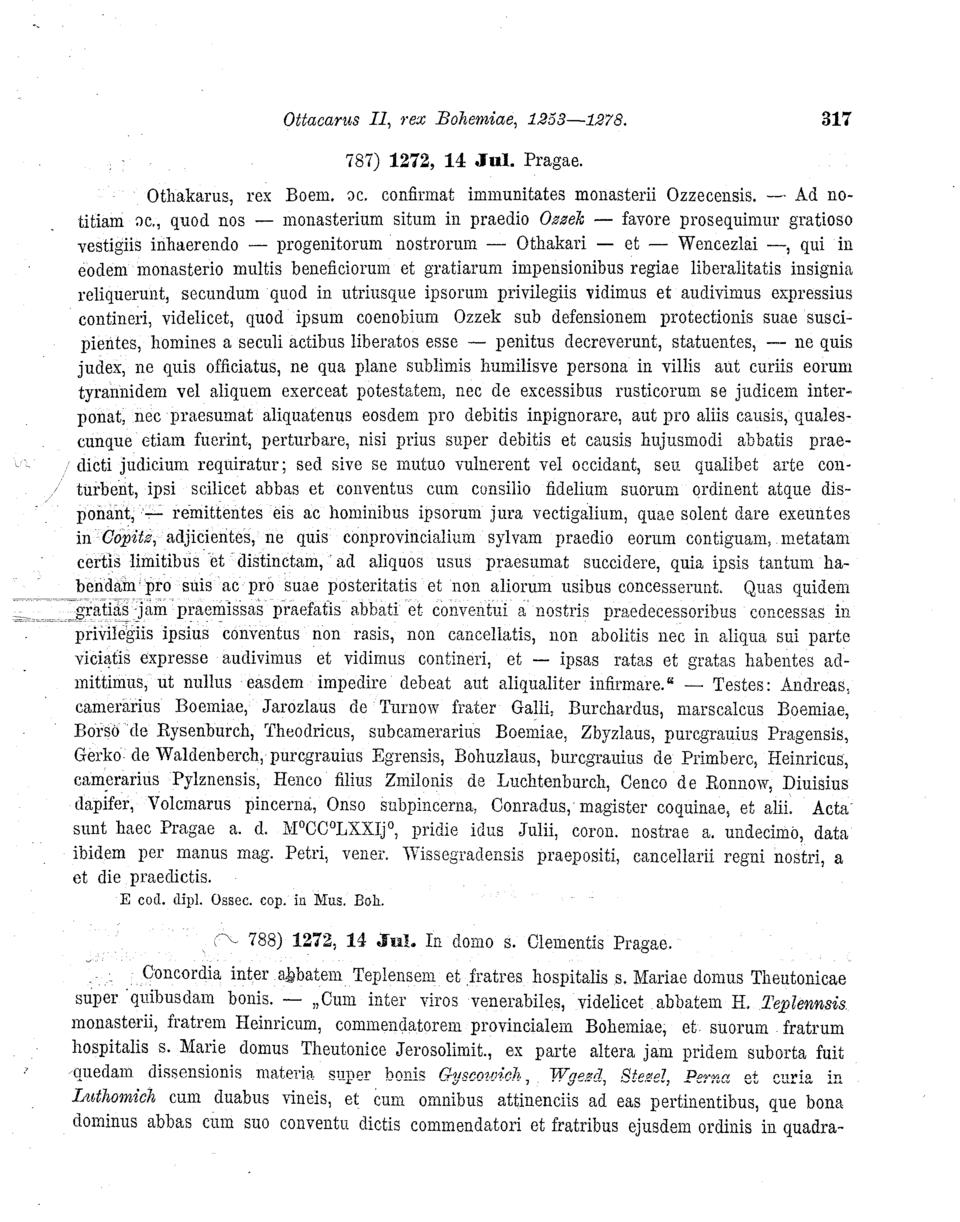 Ottacarus II, rex Bohemiae, 1253—1278. 317
787) 1272, 14 Jul. Pragae.
Othakarus, rex Boem. ɔc. confirmat immunitates monasterii Ozzecensis. — Ad no-
titiam ɔc., quod nos — monasterium situm in praedio Ozzek — favore prosequimur gratioso
vestigiis inhaerendo — progenitorum nostrorum — Othakari — et — Wencezlai —, qui in
eodem monasterio multis beneficiorum et gratiarum impensionibus regiae liberalitatis insignia
reliquerunt, secundum quod in utriusque ipsorum privilegiis vidimus et audivimus expressius
contineri, videlicet, quod ipsum coenobium Ozzek sub defensionem protectionis suae susci-
pientes, homines a seculi actibus liberatos esse — penitus decreverunt, statuentes, — ne quis
judex, ne quis officiatus, ne qua plane sublimis humilisve persona in villis aut curiis eorum
tyrannidem vel aliquem exerceat potestatem, nec de excessibus rusticorum se judicem inter-
ponat, nec praesumat aliquatenus eosdem pro debitis inpignorare, aut pro aliis causis, quales-
cunque etiam fuerint, perturbare, nisi prius super debitis et causis hujusmodi abbatis prae-
dicti judicium requiratur; sed sive se mutuo vulnerent vel occidant, seu qualibet arte con-
turbent, ipsi scilicet abbas et conventus cum consilio fidelium suorum ordinent atque dis-
ponant, — remittentes eis ac hominibus ipsorum jura vectigalium, quae solent dare exeuntes
in Copitz, adjicientes, ne quis conprovincialium sylvam praedio eorum contiguam, metatam
certis limitibus et distinctam, ad aliquos usus praesumat succidere, quia ipsis tantum ha-
bendam pro suis ac pro suae posteritatis et non aliorum usibus concesserunt. Quas quidem
gratias jam praemissas praefatis abbati et conventui a nostris praedecessoribus concessas in
privilegiis ipsius conventus non rasis, non cancellatis, non abolitis nec in aliqua sui parte
viciatis expresse audivimus et vidimus contineri, et — ipsas ratas et gratas habentes ad-
mittimus, ut nullus easdem impedire debeat aut aliqualiter infirmare.“ — Testes: Andreas,
camerarius Boemiae, Jarozlaus de Turnow frater Galli, Burchardus, marscalcus Boemiae,
Borso de Rysenburch, Theodricus, subcamerarius Boemiae, Zbyzlaus, purcgrauius Pragensis,
Gerko de Waldenberch, purcgrauius Egrensis, Bohuzlaus, burcgrauius de Primberc, Heinricus,
camerarius Pylznensis, Henco filius Zmilonis de Luchtenburch, Cenco de Ronnow, Diuisius
dapifer, Volcmarus pincerna, Onso subpincerna, Conradus, magister coquinae, et alii. Acta
sunt haec Pragae a. d. M⁰CC⁰LXXIj⁰, pridie idus Julii, coron. nostrae a. undecimo, data
ibidem per manus mag. Petri, vener. Wissegradensis praepositi, cancellarii regni nostri, a
et die praedictis.
E cod. dipl. Ossec. cop. in Mus. Boh.
788) 1272, 14 Jul. In domo s. Clementis Pragae.
Concordia inter abbatem Teplensem et fratres hospitalis s. Mariae domus Theutonicae
super quibusdam bonis. — „Cum inter viros venerabiles, videlicet abbatem H. Teplennsis
monasterii, fratrem Heinricum, commendatorem provincialem Bohemiae, et suorum fratrum
hospitalis s. Marie domus Theutonice Jerosolimit., ex parte altera jam pridem suborta fuit
quedam dissensionis materia super bonis Gyscowich, Wgezd, Stezel, Perna et curia in
Luthomich cum duabus vineis, et cum omnibus attinenciis ad eas pertinentibus, que bona
dominus abbas cum suo conventu dictis commendatori et fratribus ejusdem ordinis in quadra-